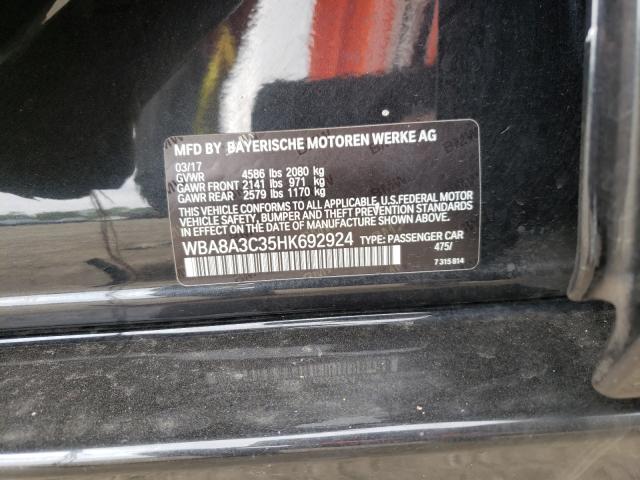 MFD BY BAYERISCHE MOTOREN WERKE AG
03/17
GVWR 4586 lbs 2080 kg
GAWR FRONT 2141 lbs 971 kg
GAWR REAR 2579 lbs 1170 kg
THIS VEHICLE CONFORMS TO ALL APPLICABLE U.S.FEDERAL MOTOR
VEHICLE SAFETY, BUMPER AND THEFT PREVENTION STANDARDS
IN EFFECT ON THE DATE OF MANUFACTURE SHOWN ABOVE.
WBA8A3C35HK692924 TYPE: PASSENGER CAR
475/
7 315 814